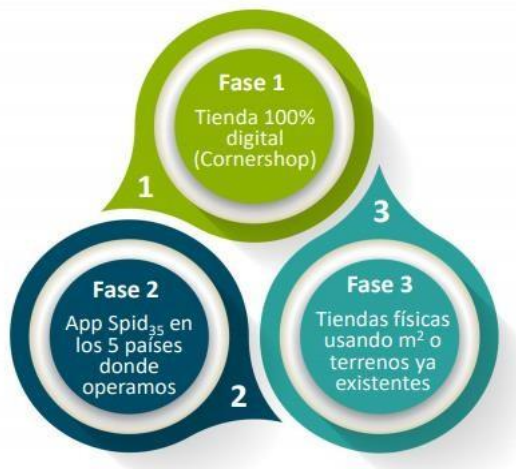 Fase 1
Tienda 100%
digital
(Cornershop)
1
Fase 2
App Spid₃₅ en
los 5 países
donde
operamos
2
3
Fase 3
Tiendas físicas
usando m² o
terrenos ya
existentes